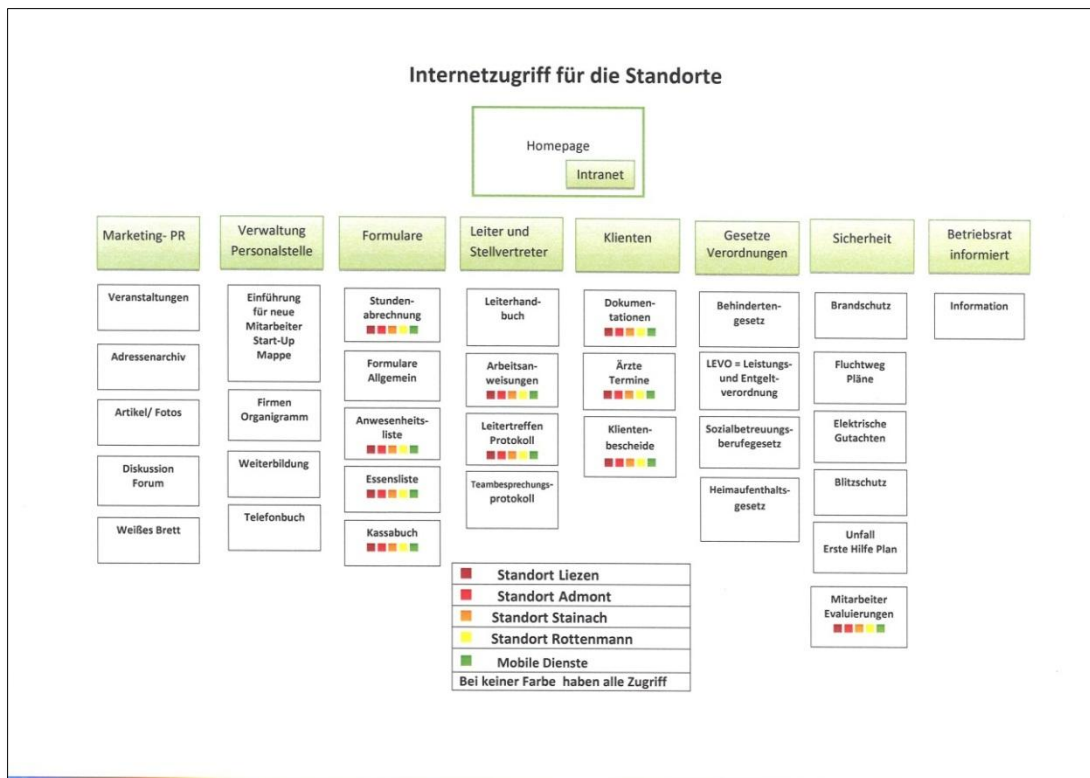 Internetzugriff für die Standorte
Homepage
Intranet
Marketing- PR
Verwaltung
Personalstelle
Formulare
Leiter und
Stellvertreter
Klienten
Gesetze
Verordnungen
Sicherheit
Betriebsrat
informiert
Veranstaltungen
Adressenarchiv
Artikel/ Fotos
Diskussion
Forum
Weißes Brett
Einführung
für neue
Mitarbeiter
Start-Up
Mappe
Firmen
Organigramm
Weiterbildung
Telefonbuch
Stunden-
abrechnung
Formulare
Allgemein
Anwesenheits-
liste
Essensliste
Kassabuch
Leiterhand-
buch
Arbeitsan-
weisungen
Leitertreffen
Protokoll
Teambesprechungs-
protokoll
Dokumen-
tationen
Ärzte
Termine
Klienten-
bescheide
Behinderten-
gesetz
LEVO = Leistungs-
und Entgelt-
verordnung
Sozialbetreuungs-
berufegesetz
Heimaufenthalts-
gesetz
Brandschutz
Fluchtweg
Pläne
Elektrische
Gutachten
Blitzschutz
Unfall
Erste Hilfe Plan
Mitarbeiter
Evaluierungen
Information
Standort Liezen
Standort Admont
Standort Stainach
Standort Rottenmann
Mobile Dienste
Bei keiner Farbe haben alle Zugriff